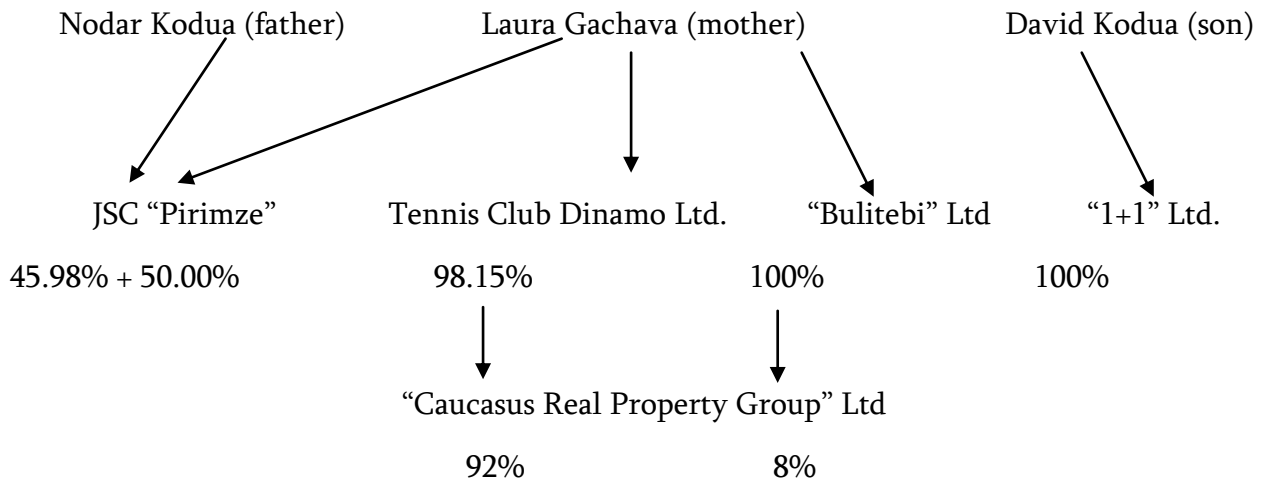 Nodar Kodua (father) Laura Gachava (mother) David Kodua (son)
JSC “Pirimze” Tennis Club Dinamo Ltd. “Bulitebi” Ltd “1+1” Ltd.
45.98% + 50.00% 98.15% 100% 100%
“Caucasus Real Property Group” Ltd
92% 8%